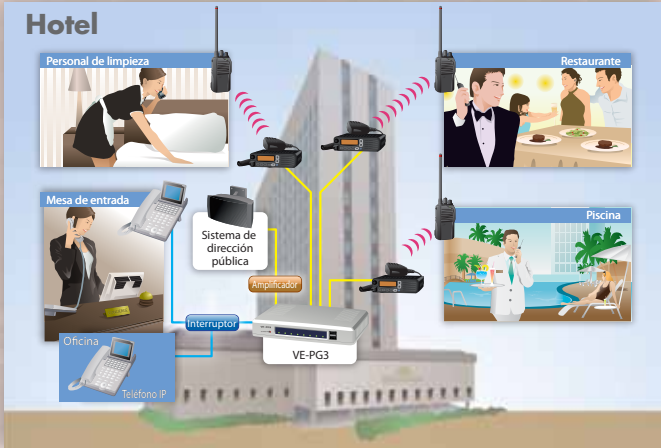 Hotel
Personal de limpieza
Restaurante
Mesa de entrada
Sistema de
dirección
pública
Piscina
Amplificador
Interruptor
Oficina
Teléfono IP
VE-PG3